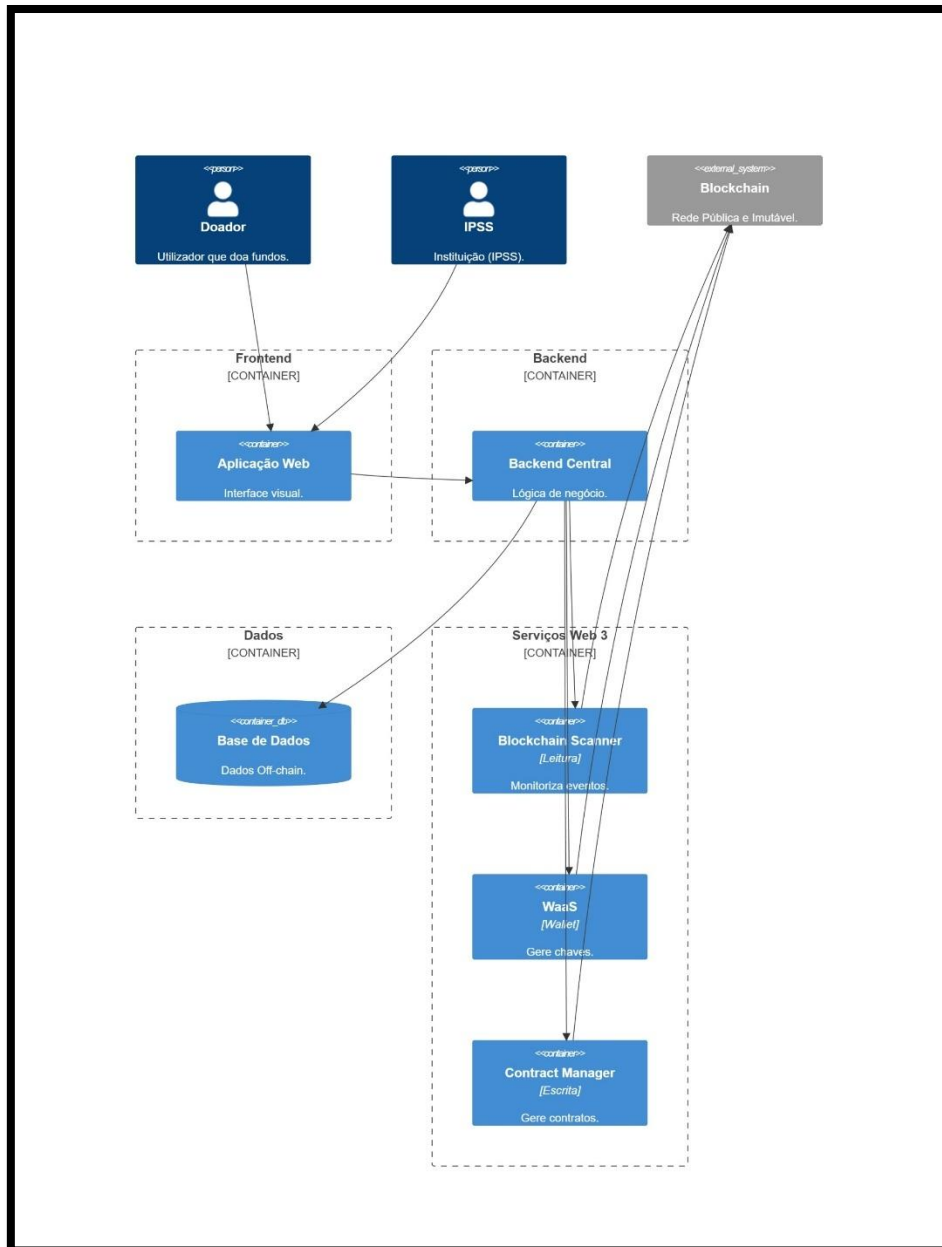 <<person>>
Doador
Utilizador que doa fundos.
<<person>>
IPSS
Instituição (IPSS).
<<external_system>>
Blockchain
Rede Pública e Imutável.
Frontend
[CONTAINER]
<<container>>
Aplicação Web
Interface visual.
Backend
[CONTAINER]
<<container>>
Backend Central
Lógica de negócio.
Dados
[CONTAINER]
<<container_db>>
Base de Dados
Dados Off-chain.
Serviços Web 3
[CONTAINER]
<<container>>
Blockchain Scanner
[Leitura]
Monitoriza eventos.
<<container>>
WaaS
[Wallet]
Gere chaves.
<<container>>
Contract Manager
[Escrita]
Gere contratos.